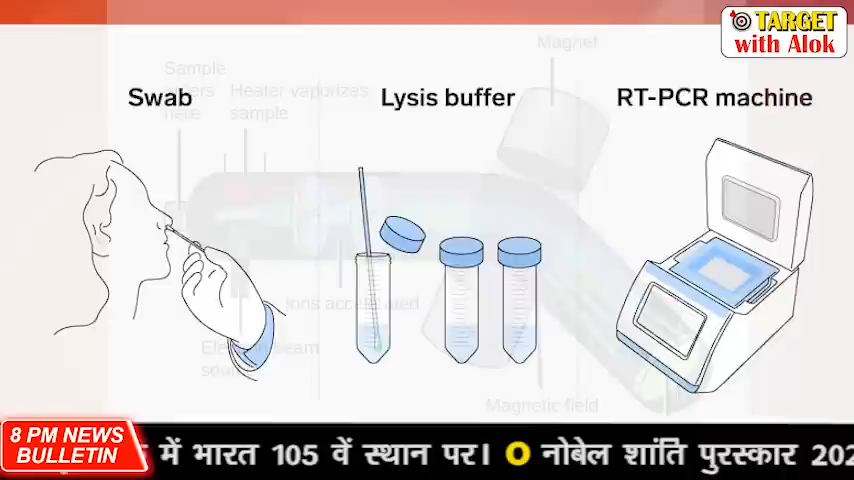 TARGET
with Alok
Magnet
Sample
Heater vaporizes
sample
Swab
Lysis buffer
RT-PCR machine
Ions accelerated
Magnetic field
8 PM NEWS
BULLETIN
में भारत 105 वें स्थान पर। नोबेल शांति पुरस्कार 202